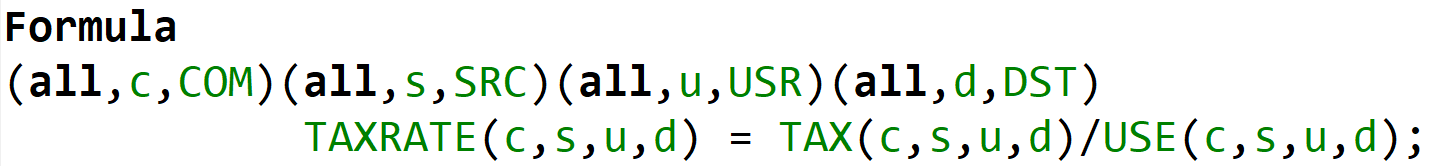 Formula
(all,c,COM)(all,s,SRC)(all,u,USR)(all,d,DST)
TAXRATE(c,s,u,d) = TAX(c,s,u,d)/USE(c,s,u,d);